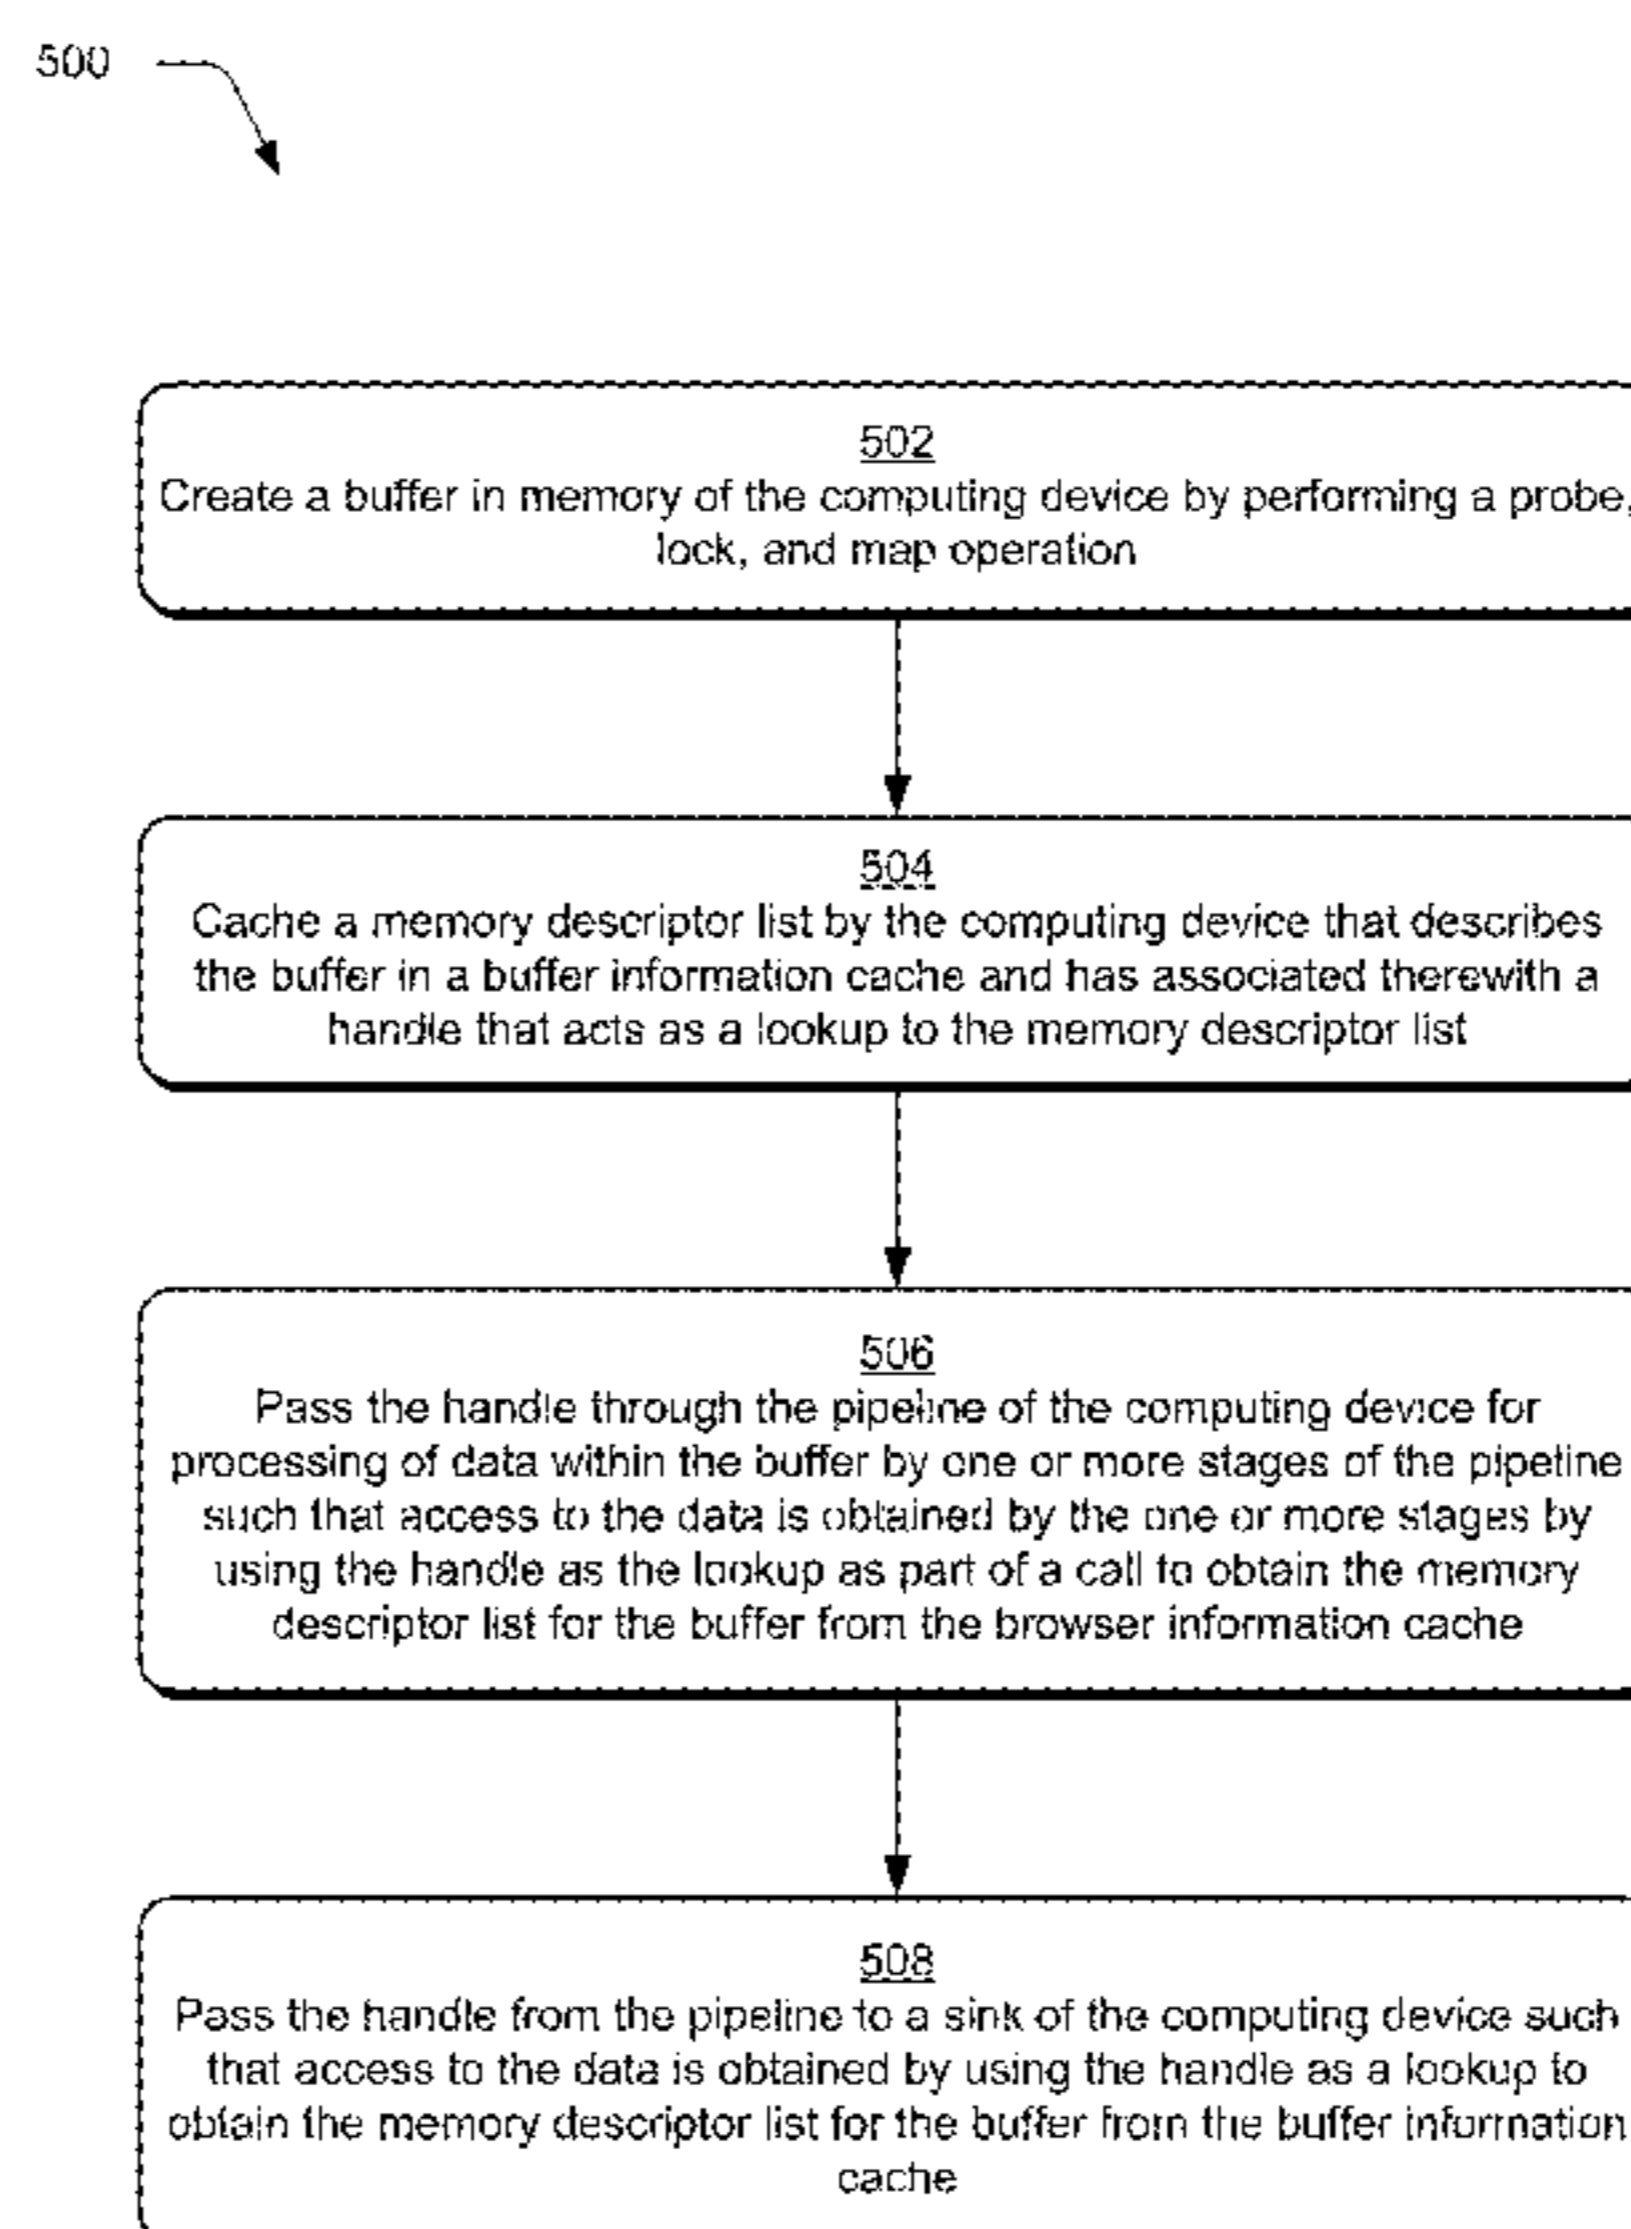 500
502
Create a buffer in memory of the computing device by performing a probe,
lock, and map operation
504
Cache a memory descriptor list by the computing device that describes
the buffer in a buffer information cache and has associated therewith a
handle that acts as a lookup to the memory descriptor list
506
Pass the handle through the pipeline of the computing device for
processing of data within the buffer by one or more stages of the pipeline
such that access to the data is obtained by the one or more stages by
using the handle as the lookup as part of a call to obtain the memory
descriptor list for the buffer from the browser information cache
508
Pass the handle from the pipeline to a sink of the computing device such
that access to the data is obtained by using the handle as a lookup to
obtain the memory descriptor list for the buffer from the buffer information
cache